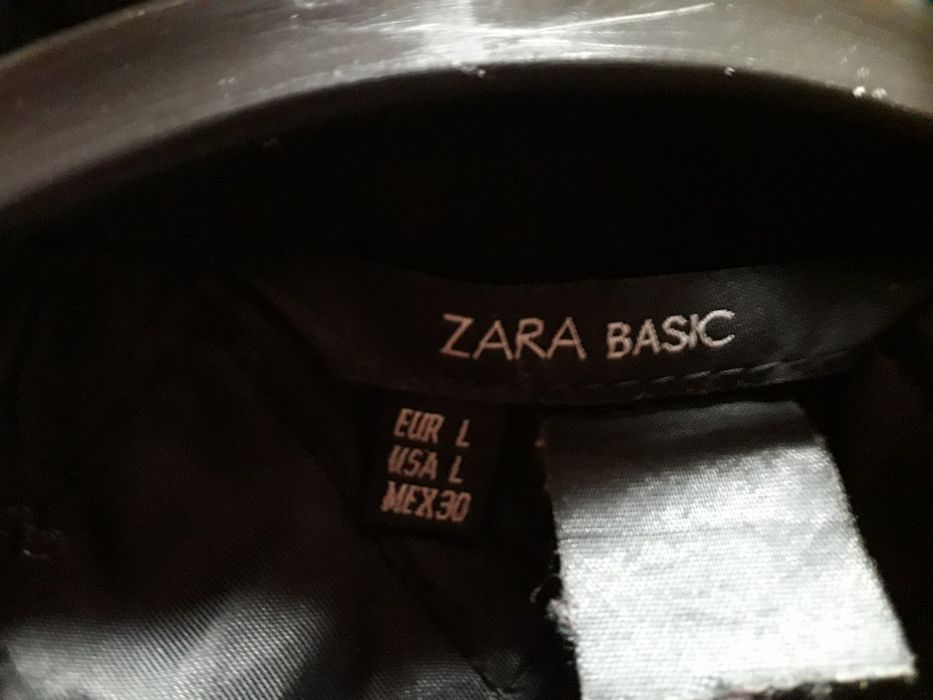 ZARA BASIC
EUR L
USA L
MEX 30